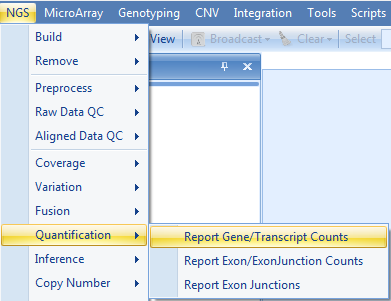 NGS MicroArray Genotyping CNV Integration Tools Scripts
Build View Broadcast Clear Select
Remove
Preprocess
Raw Data QC
Aligned Data QC
Coverage
Variation
Fusion
Quantification Report Gene/Transcript Counts
Inference Report Exon/ExonJunction Counts
Copy Number Report Exon Junctions